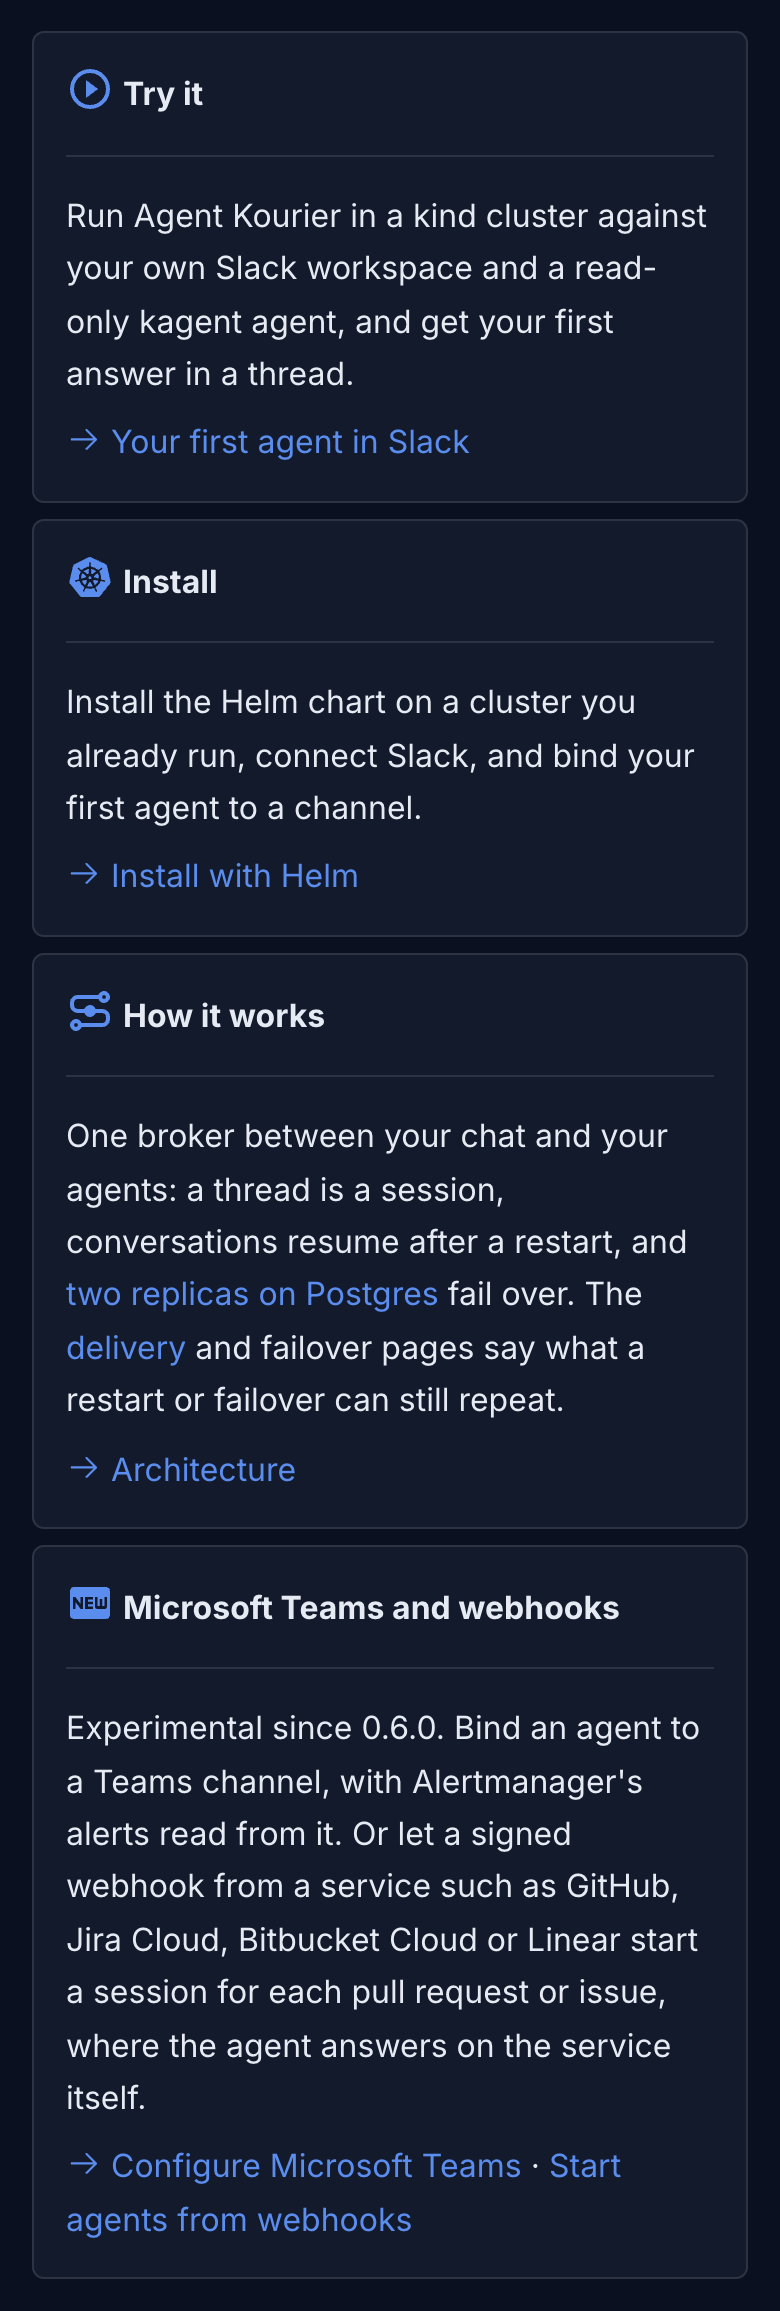 Try it
Run Agent Kourier in a kind cluster against
your own Slack workspace and a read-
only kagent agent, and get your first
answer in a thread.
→ Your first agent in Slack
Install
Install the Helm chart on a cluster you
already run, connect Slack, and bind your
first agent to a channel.
→ Install with Helm
How it works
One broker between your chat and your
agents: a thread is a session,
conversations resume after a restart, and
two replicas on Postgres fail over. The
delivery and failover pages say what a
restart or failover can still repeat.
→ Architecture
NEW Microsoft Teams and webhooks
Experimental since 0.6.0. Bind an agent to
a Teams channel, with Alertmanager's
alerts read from it. Or let a signed
webhook from a service such as GitHub,
Jira Cloud, Bitbucket Cloud or Linear start
a session for each pull request or issue,
where the agent answers on the service
itself.
→ Configure Microsoft Teams · Start
agents from webhooks